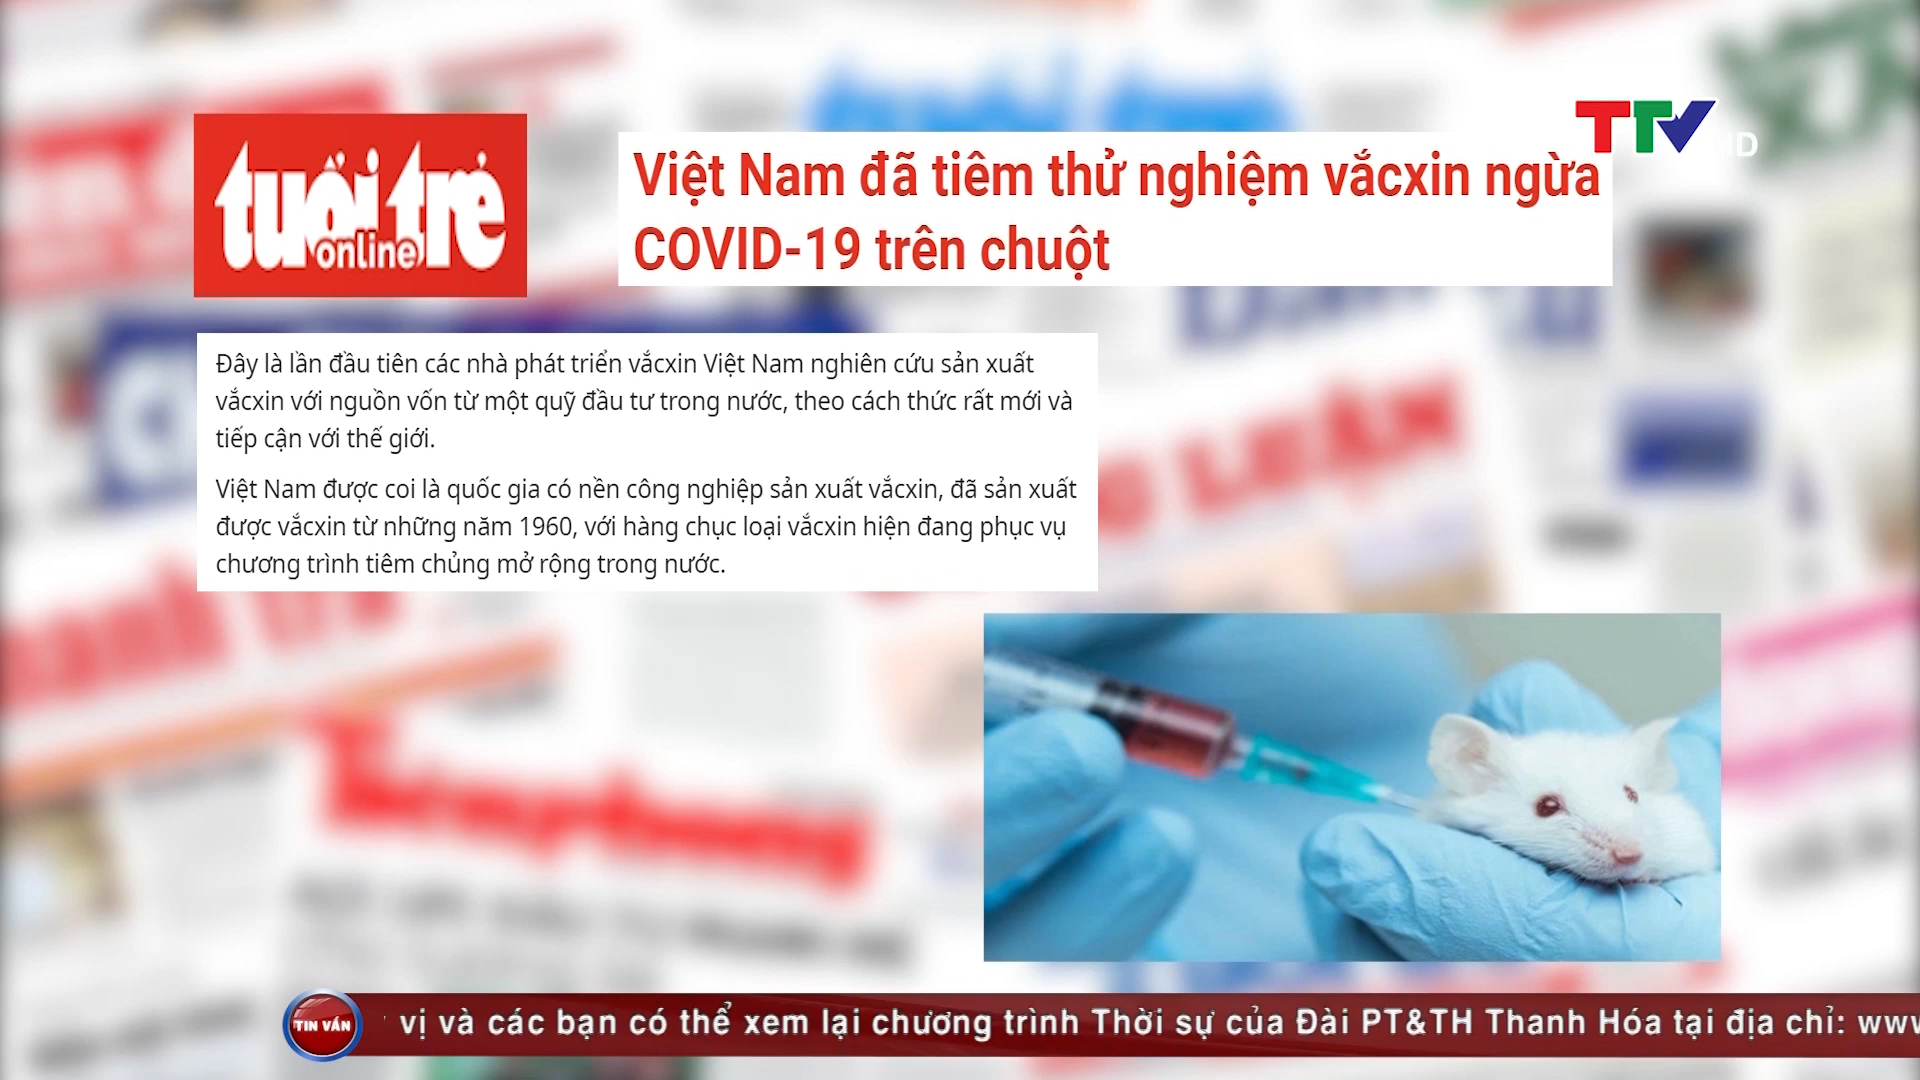 tuổi trẻ
online
TTV HD
Việt Nam đã tiêm thử nghiệm vắcxin ngừa
COVID-19 trên chuột
Đây là lần đầu tiên các nhà phát triển vắcxin Việt Nam nghiên cứu sản xuất
vắcxin với nguồn vốn từ một quỹ đầu tư trong nước, theo cách thức rất mới và
tiếp cận với thế giới.
Việt Nam được coi là quốc gia có nền công nghiệp sản xuất vắcxin, đã sản xuất
được vắcxin từ những năm 1960, với hàng chục loại vắcxin hiện đang phục vụ
chương trình tiêm chủng mở rộng trong nước.
TIN VẮN
vị và các bạn có thể xem lại chương trình Thời sự của Đài PT&TH Thanh Hóa tại địa chỉ: www